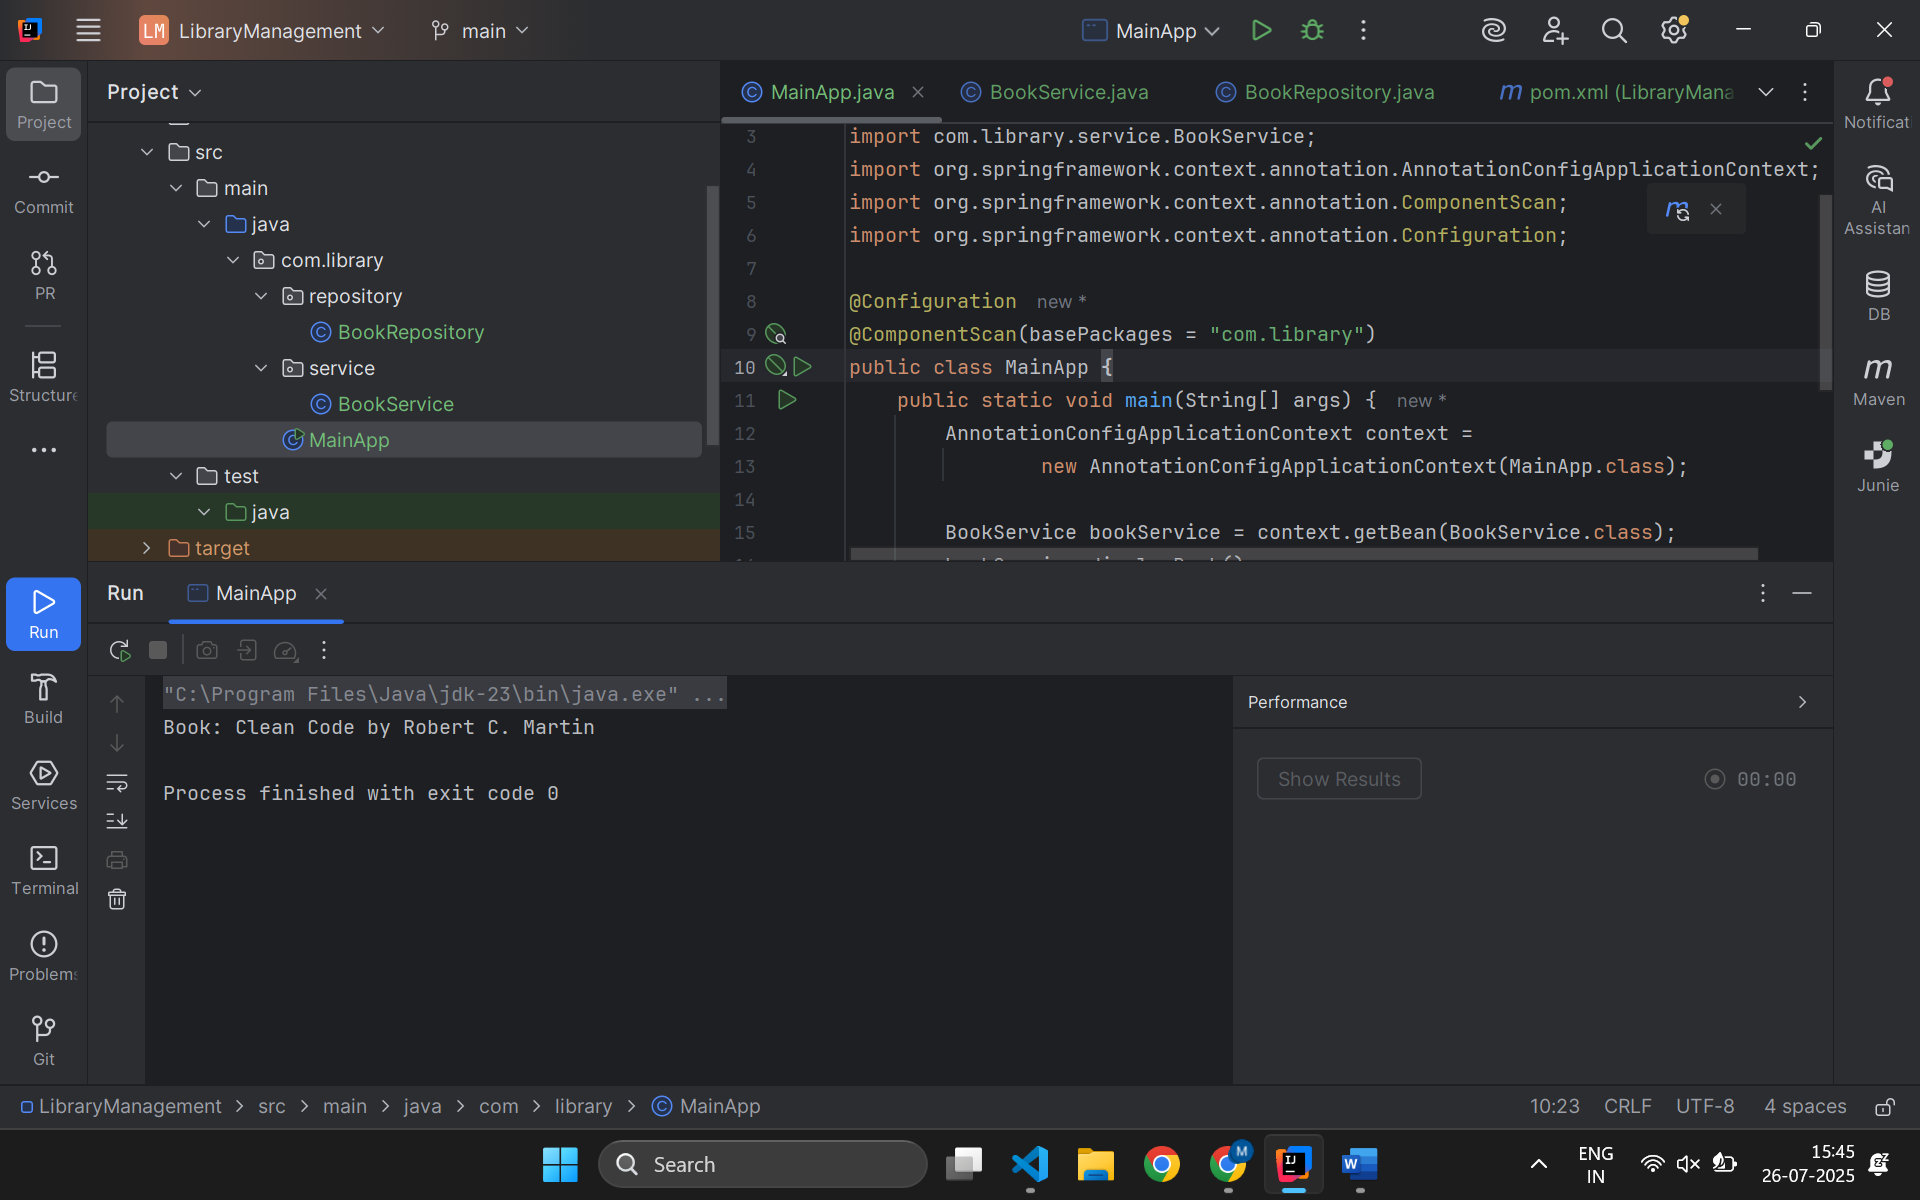 LM LibraryManagement main MainApp
Project
Commit
PR
Structure
Run
Build
Services
Terminal
Problems
Git
Project
src
main
java
com.library
repository
BookRepository
service
BookService
MainApp
test
java
target
MainApp.java BookService.java BookRepository.java m pom.xml (LibraryMana
3 import com.library.service.BookService;
4 import org.springframework.context.annotation.AnnotationConfigApplicationContext;
5 import org.springframework.context.annotation.ComponentScan;
6 import org.springframework.context.annotation.Configuration;
7
8 @Configuration new *
9 @ComponentScan(basePackages = "com.library")
10 public class MainApp {
11 public static void main(String[] args) { new *
12 AnnotationConfigApplicationContext context =
13 new AnnotationConfigApplicationContext(MainApp.class);
14
15 BookService bookService = context.getBean(BookService.class);
Notificat
AI
Assistan
DB
Maven
Junie
Run MainApp
"C:\Program Files\Java\jdk-23\bin\java.exe" ...
Book: Clean Code by Robert C. Martin
Process finished with exit code 0
Performance
Show Results 00:00
LibraryManagement > src > main > java > com > library > MainApp
10:23 CRLF UTF-8 4 spaces
Search
ENG
IN
15:45
26-07-2025